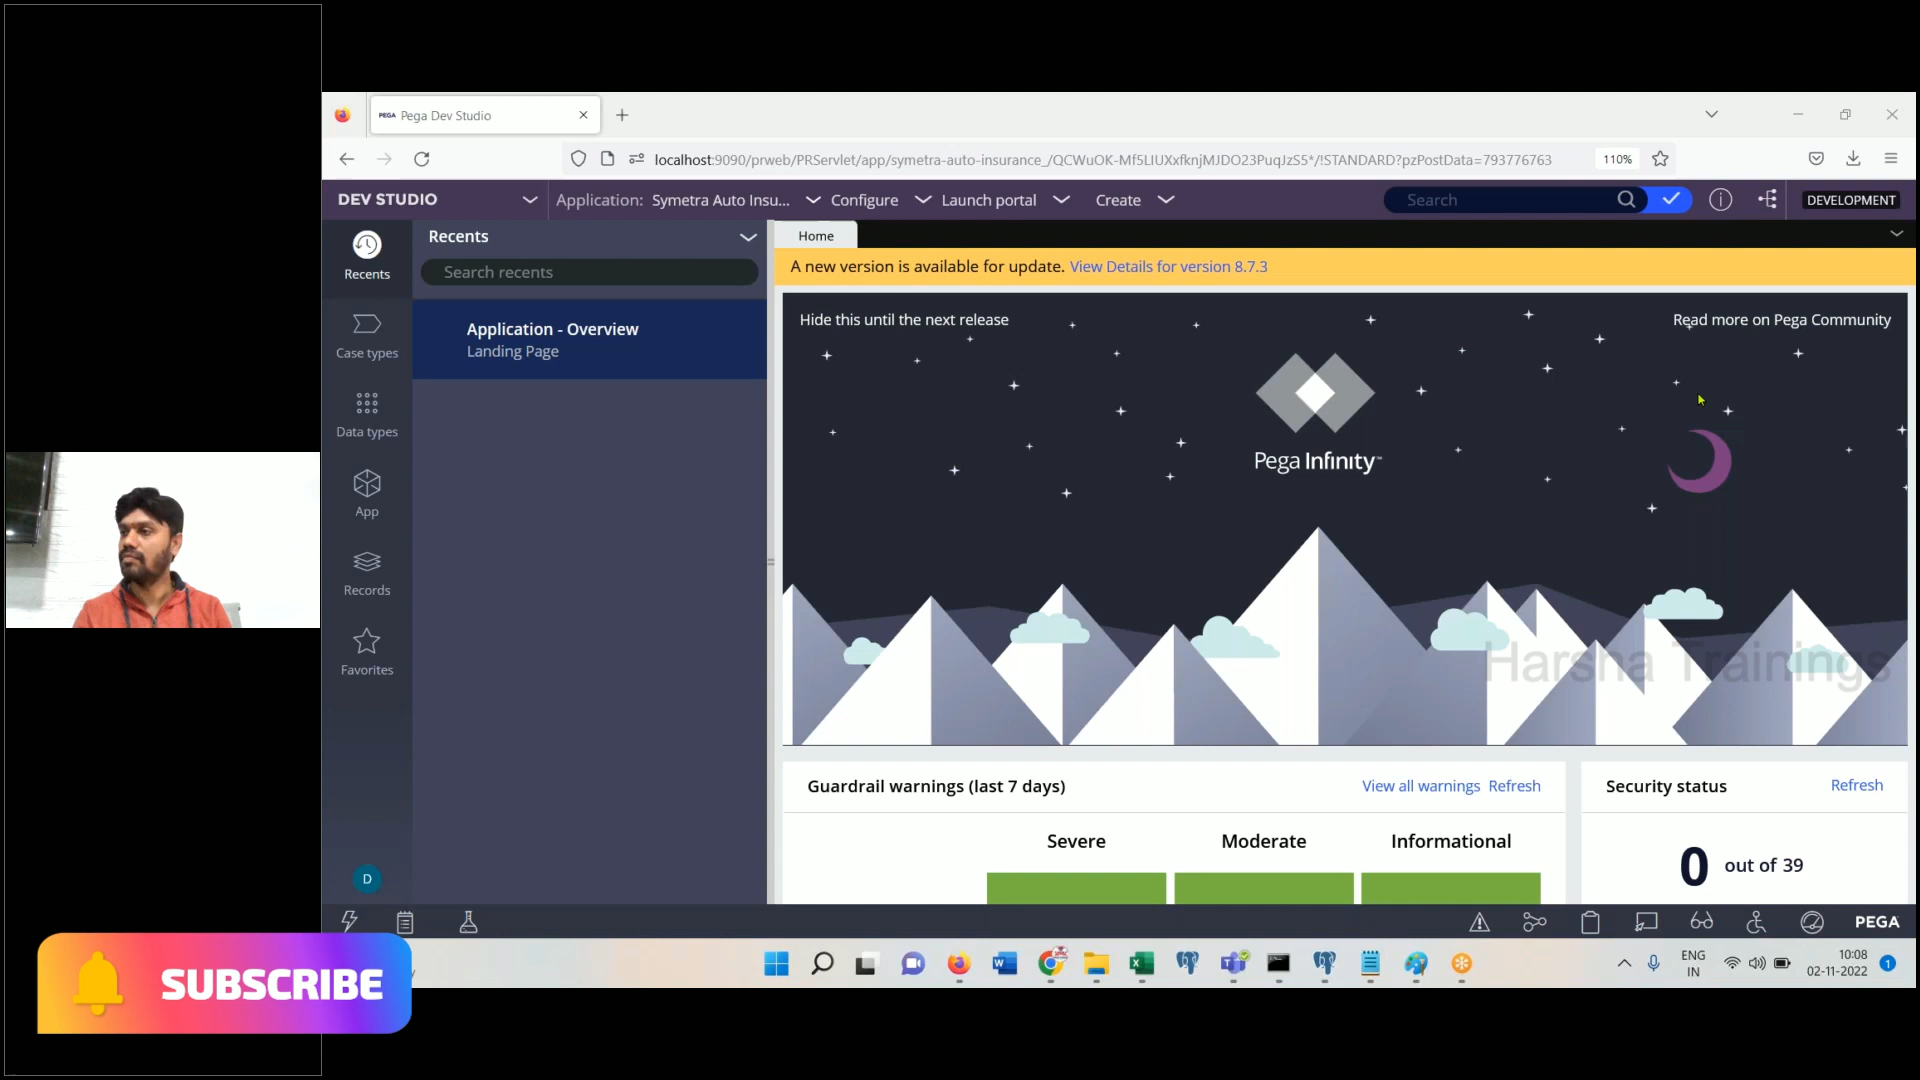 PEGA Pega Dev Studio
localhost:9090/prweb/PRServlet/app/symetra-auto-insurance_/QCWuOK-Mf5LIUXxfknjMJDO23PuqJzS5*/!STANDARD?pzPostData=793776763
110%
DEV STUDIO
Application: Symetra Auto Insu...
Configure
Launch portal
Create
Search
DEVELOPMENT
Recents
Case types
Data types
App
Records
Favorites
D
Recents
Search recents
Application - Overview
Landing Page
Home
A new version is available for update. View Details for version 8.7.3
Hide this until the next release
Read more on Pega Community
Pega Infinity™
Harsha Trainings
Guardrail warnings (last 7 days)
View all warnings Refresh
Severe
Moderate
Informational
Security status
Refresh
0 out of 39
PEGA
SUBSCRIBE
ENG
IN
10:08
02-11-2022
1